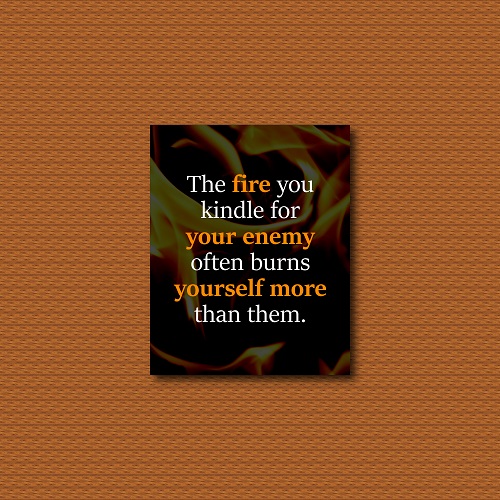 The fire you
kindle for
your enemy
often burns
yourself more
than them.